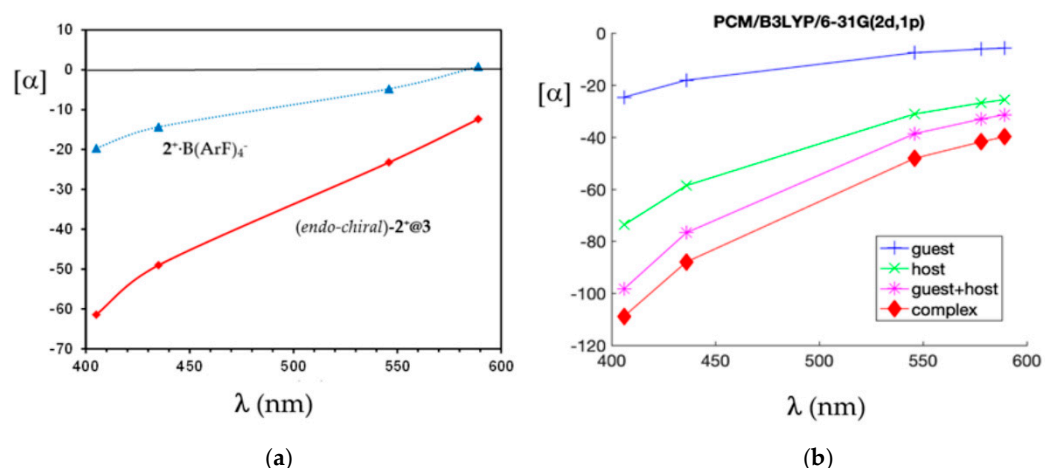 10
0
-10
-20
-30
-40
-50
-60
-70
[α]
2⁺·B(ArF)₄⁻
(endo-chiral)-2⁺@3
400 450 500 550 600
λ (nm)
(a)
PCM/B3LYP/6-31G(2d,1p)
0
-20
-40
-60
-80
-100
-120
[α]
guest
host
guest+host
complex
400 450 500 550 600
λ (nm)
(b)